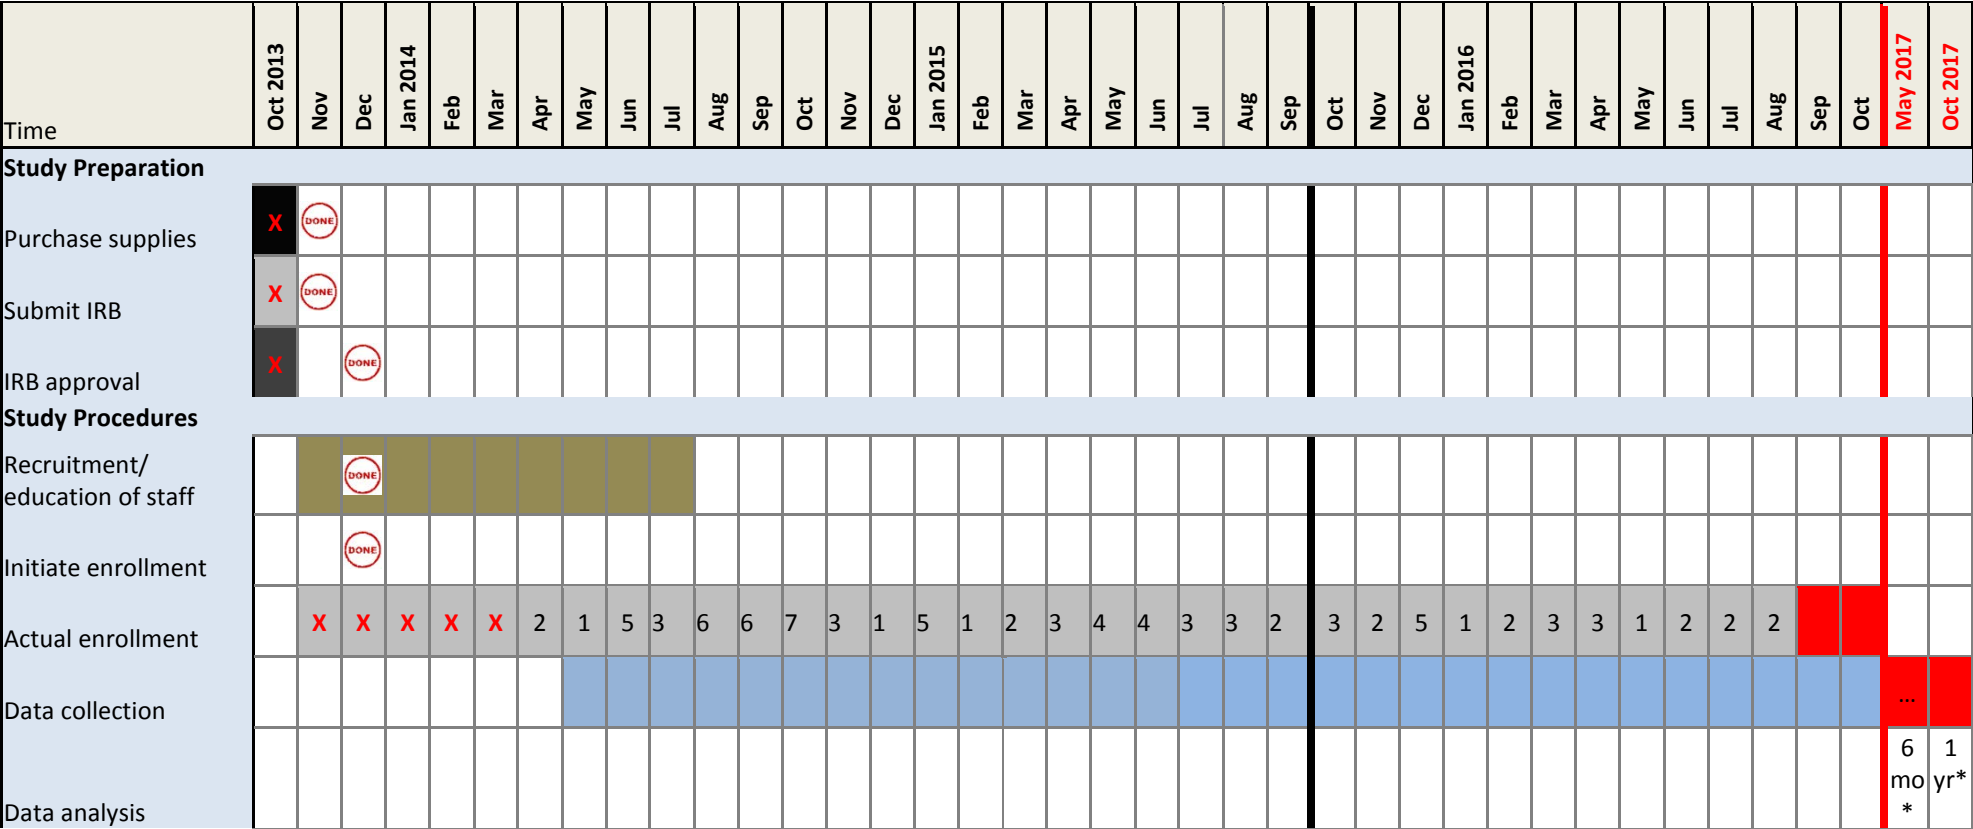 Time Oct 2013 Nov Dec Jan 2014 Feb Mar Apr May Jun Jul Aug Sep Oct Nov Dec Jan 2015 Feb Mar Apr May Jun Jul Aug Sep Oct Nov Dec Jan 2016 Feb Mar Apr May Jun Jul Aug Sep Oct May 2017 Oct 2017
Study Preparation
Purchase supplies X DONE
Submit IRB X DONE
IRB approval X DONE
Study Procedures
Recruitment/
education of staff DONE
Initiate enrollment DONE
Actual enrollment X X X X X 2 1 5 3 6 6 7 3 1 5 1 2 3 4 4 3 3 2 3 2 5 1 2 3 3 1 2 2 2
Data collection ...
Data analysis 6 mo * 1 yr*